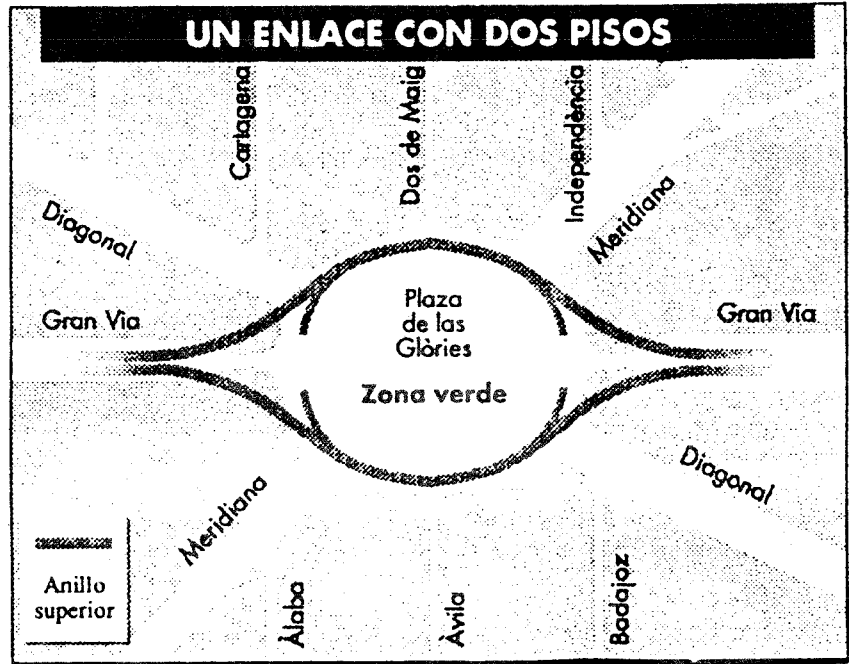 UN ENLACE CON DOS PISOS
Cartagena
Dos de Maig
Independència
Meridiana
Diagonal
Gran Via
Plaza
de las
Glòries
Zona verde
Gran Via
Meridiana
Diagonal
Anillo
superior
Àlaba
Àvila
Badajoz